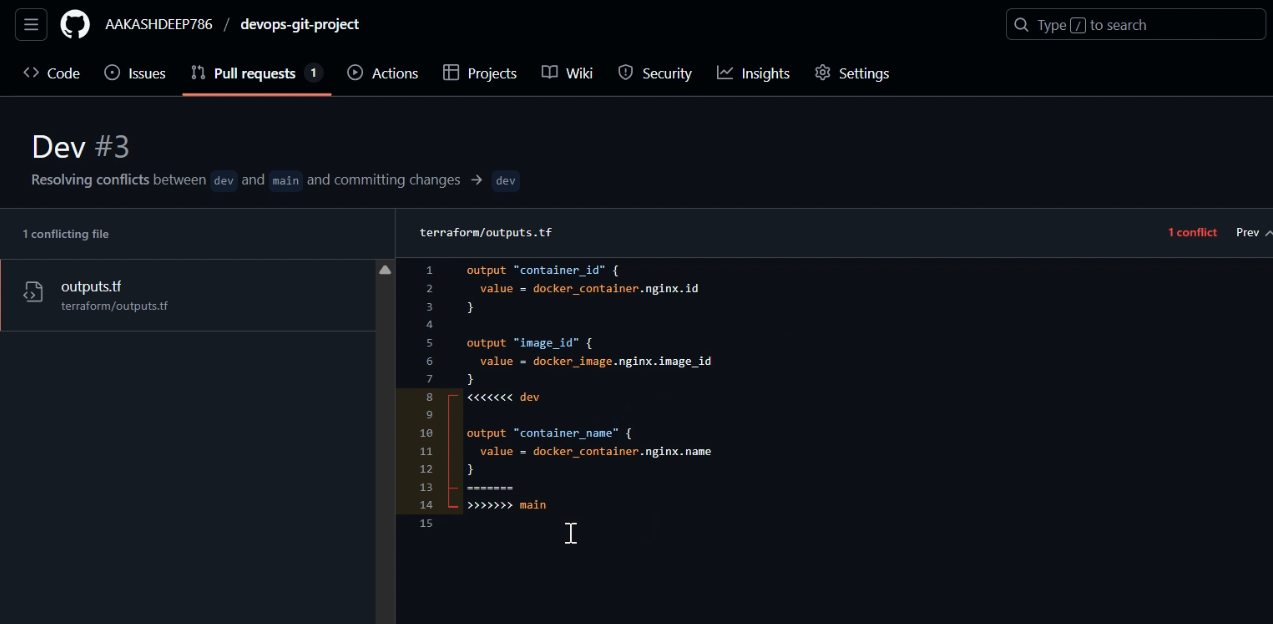 AAKASHDEEP786 / devops-git-project
Type / to search
Code
Issues
Pull requests 1
Actions
Projects
Wiki
Security
Insights
Settings
Dev #3
Resolving conflicts between dev and main and committing changes → dev
1 conflicting file
outputs.tf
terraform/outputs.tf
terraform/outputs.tf
1 conflict
Prev
1 output "container_id" {
2   value = docker_container.nginx.id
3 }
4
5 output "image_id" {
6   value = docker_image.nginx.image_id
7 }
8 <<<<<<< dev
9
10 output "container_name" {
11   value = docker_container.nginx.name
12 }
13 =======
14 >>>>>>> main
15